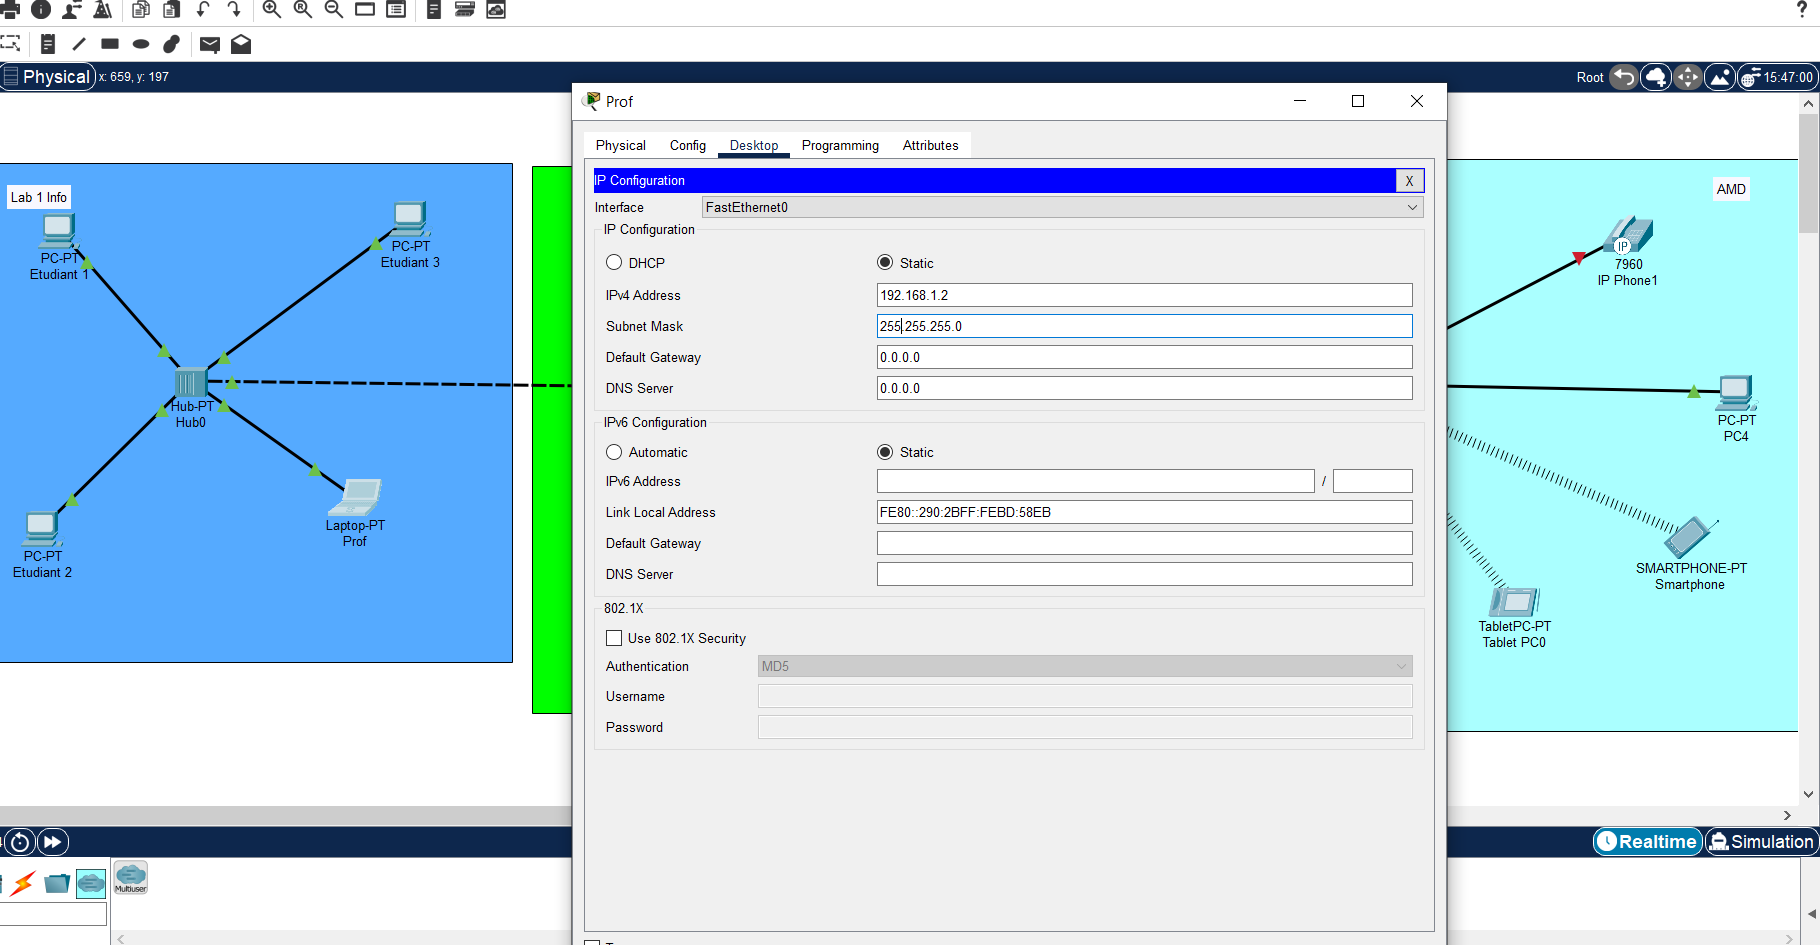 Physical
x: 659, y: 197
Root
15:47:00
Lab 1 Info
PC-PT
Etudiant 1
PC-PT
Etudiant 3
Hub-PT
Hub0
PC-PT
Etudiant 2
Laptop-PT
Prof
Prof
Physical
Config
Desktop
Programming
Attributes
IP Configuration
X
Interface
FastEthernet0
IP Configuration
DHCP
Static
IPv4 Address
192.168.1.2
Subnet Mask
255.255.255.0
Default Gateway
0.0.0.0
DNS Server
0.0.0.0
IPv6 Configuration
Automatic
Static
IPv6 Address
/
Link Local Address
FE80::290:2BFF:FEBD:58EB
Default Gateway
DNS Server
802.1X
Use 802.1X Security
Authentication
MD5
Username
Password
AMD
IP
7960
IP Phone1
PC-PT
PC4
SMARTPHONE-PT
Smartphone
TabletPC-PT
Tablet PC0
Realtime
Simulation
Multiuser